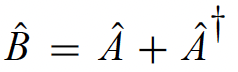 B̂ = Â + Â†